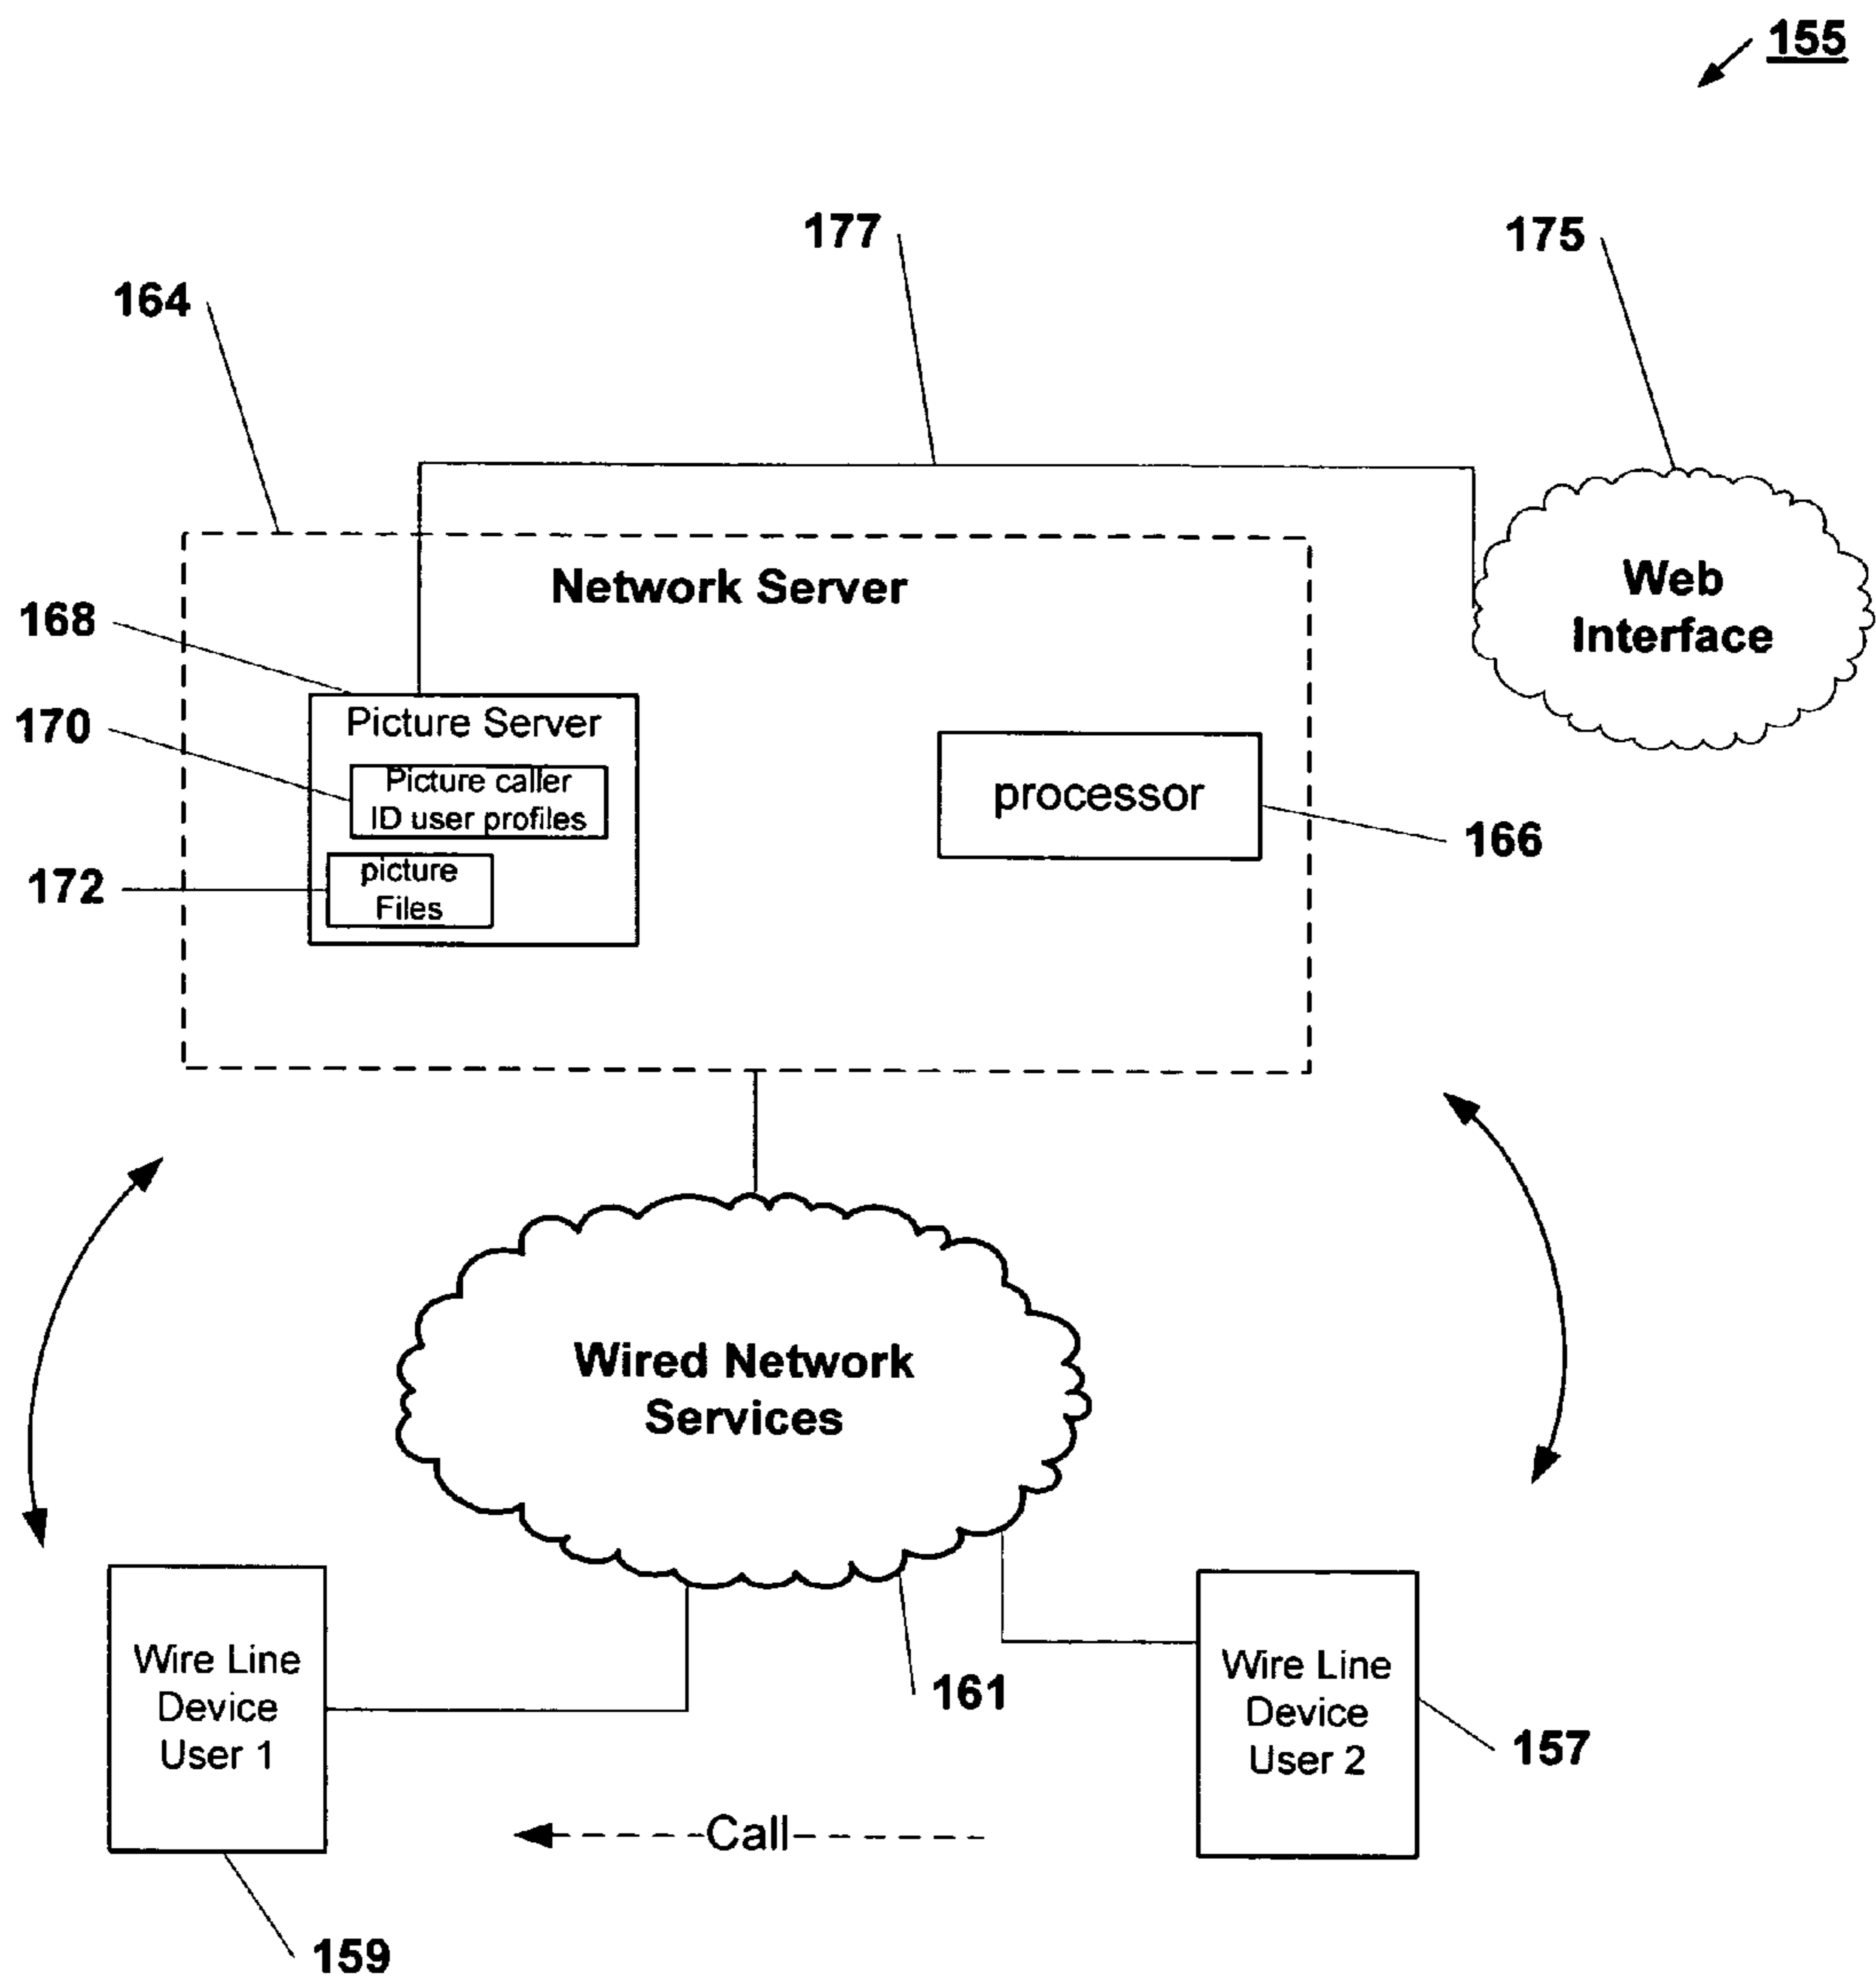 155
177
175
164
Network Server
Web
Interface
168
Picture Server
170
Picture caller
ID user profiles
processor
166
172
picture
Files
Wired Network
Services
Wire Line
Device
User 1
161
Wire Line
Device
User 2
157
Call
159